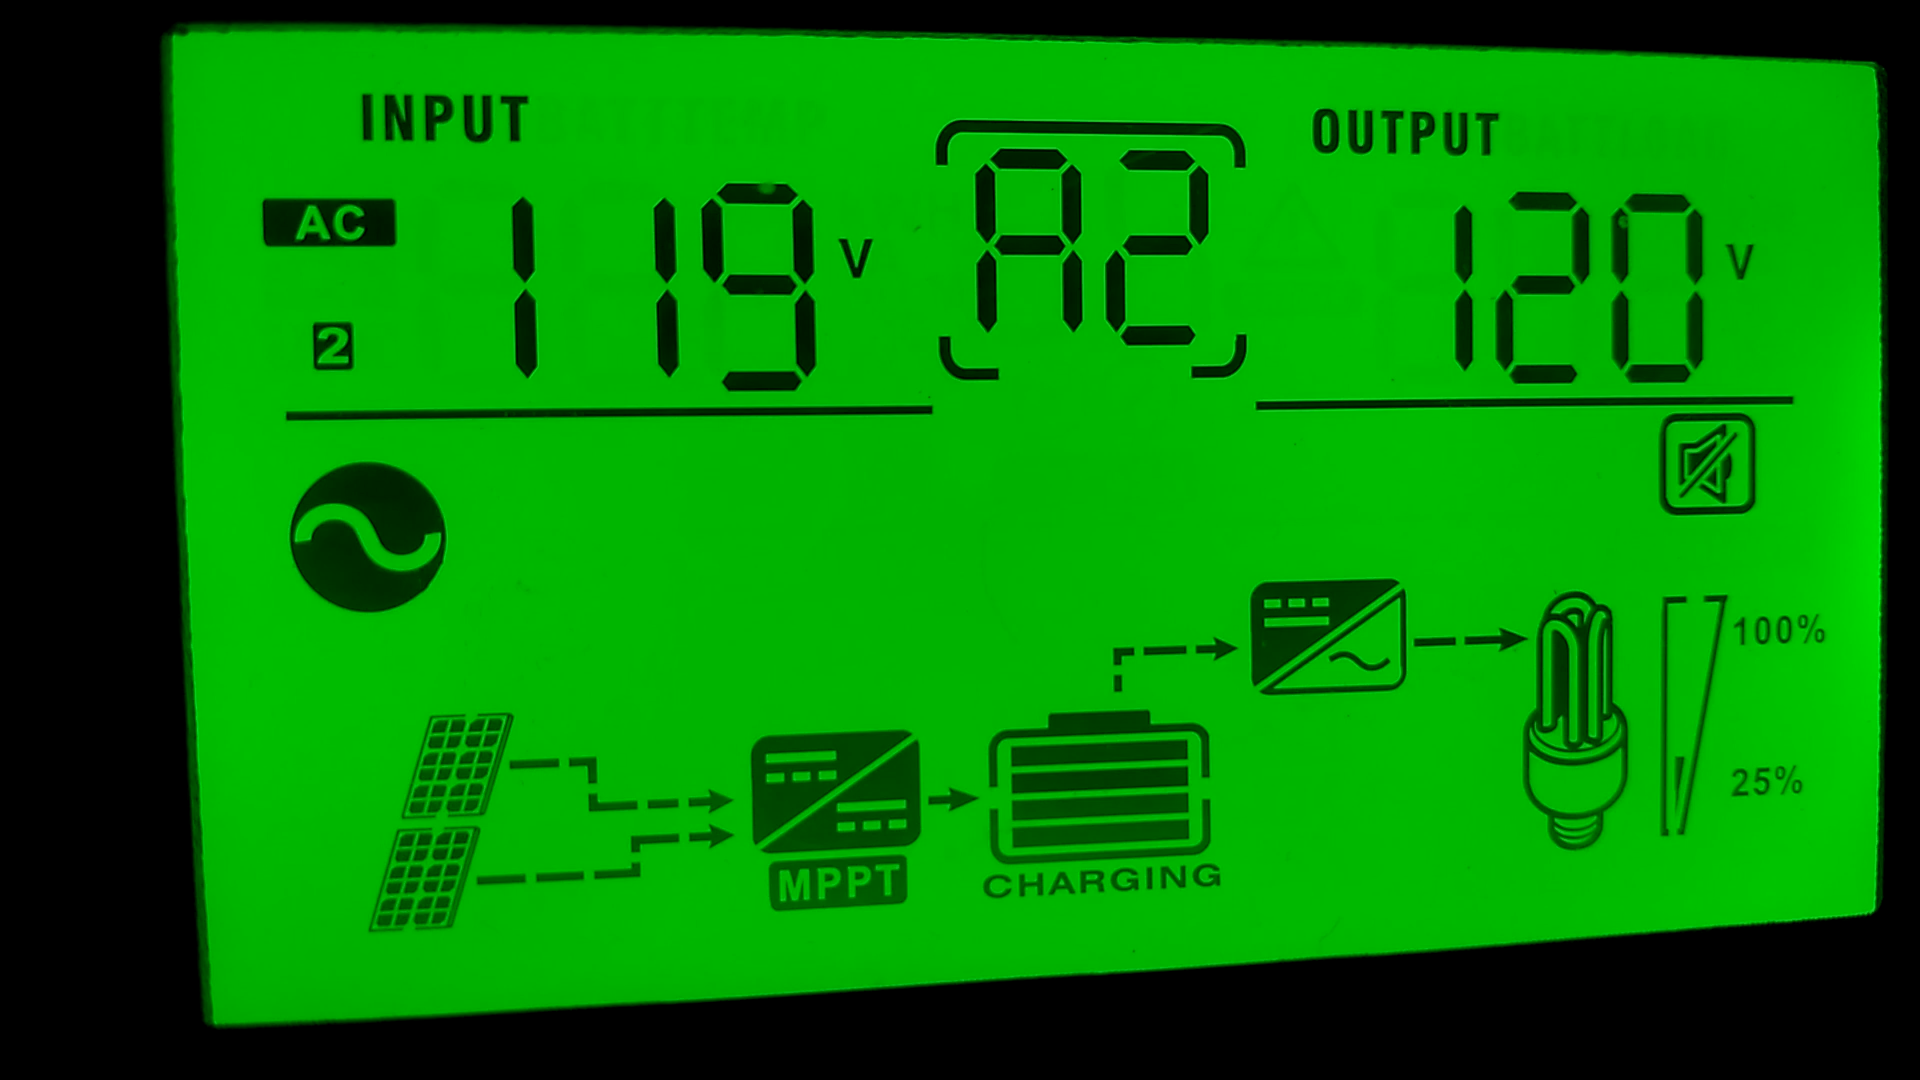 INPUT
OUTPUT
AC 119 V
A2
120 V
2
100%
25%
MPPT
CHARGING